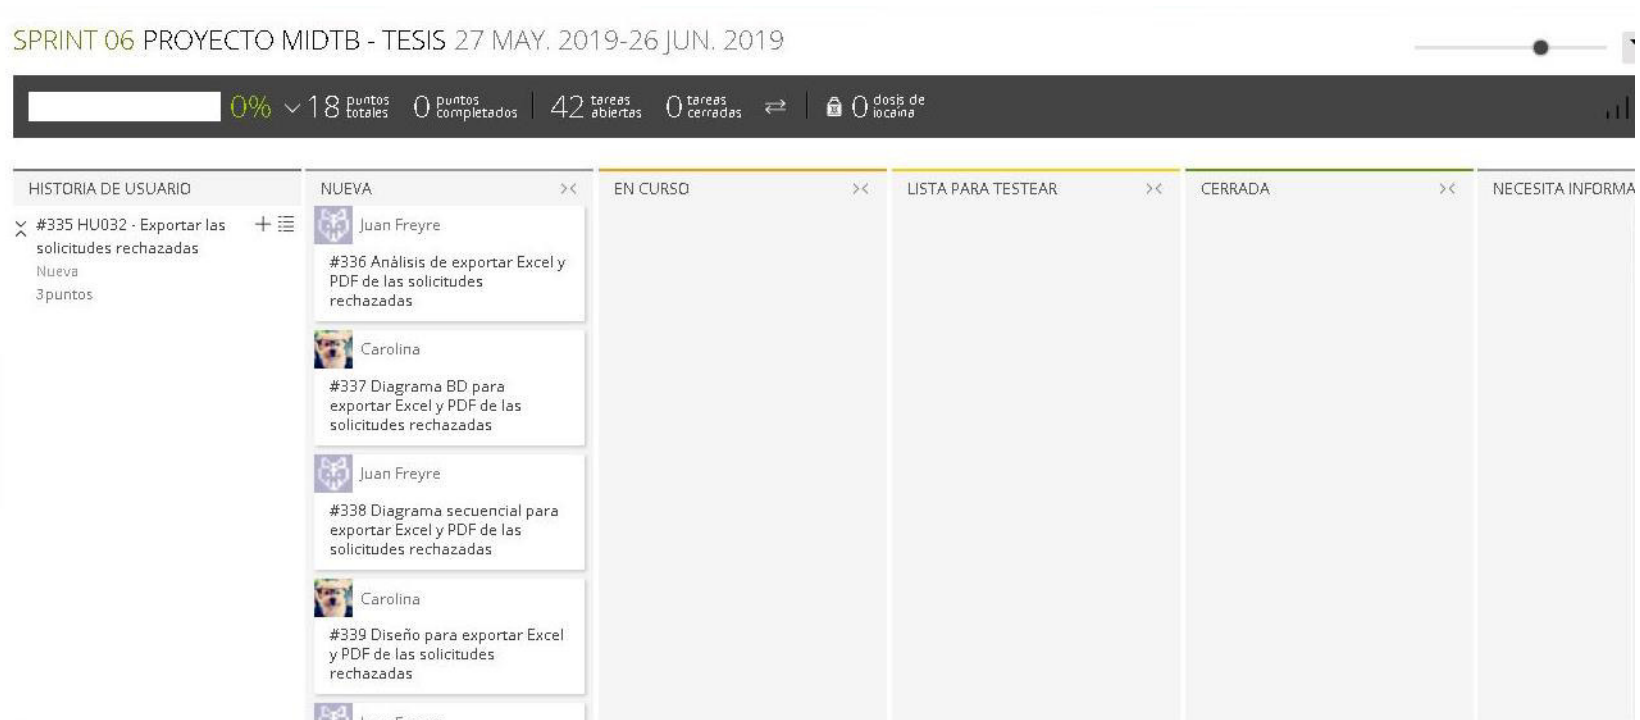 SPRINT 06 PROYECTO MIDTB - TESIS 27 MAY. 2019-26 JUN. 2019
0% 18 puntos totales 0 puntos completados 42 tareas abiertas 0 tareas cerradas 0 dosis de iocaína
HISTORIA DE USUARIO
#335 HU032 - Exportar las
solicitudes rechazadas
Nueva
3 puntos
NUEVA
Juan Freyre
#336 Análisis de exportar Excel y
PDF de las solicitudes
rechazadas
Carolina
#337 Diagrama BD para
exportar Excel y PDF de las
solicitudes rechazadas
Juan Freyre
#338 Diagrama secuencial para
exportar Excel y PDF de las
solicitudes rechazadas
Carolina
#339 Diseño para exportar Excel
y PDF de las solicitudes
rechazadas
EN CURSO
LISTA PARA TESTEAR
CERRADA
NECESITA INFORMA